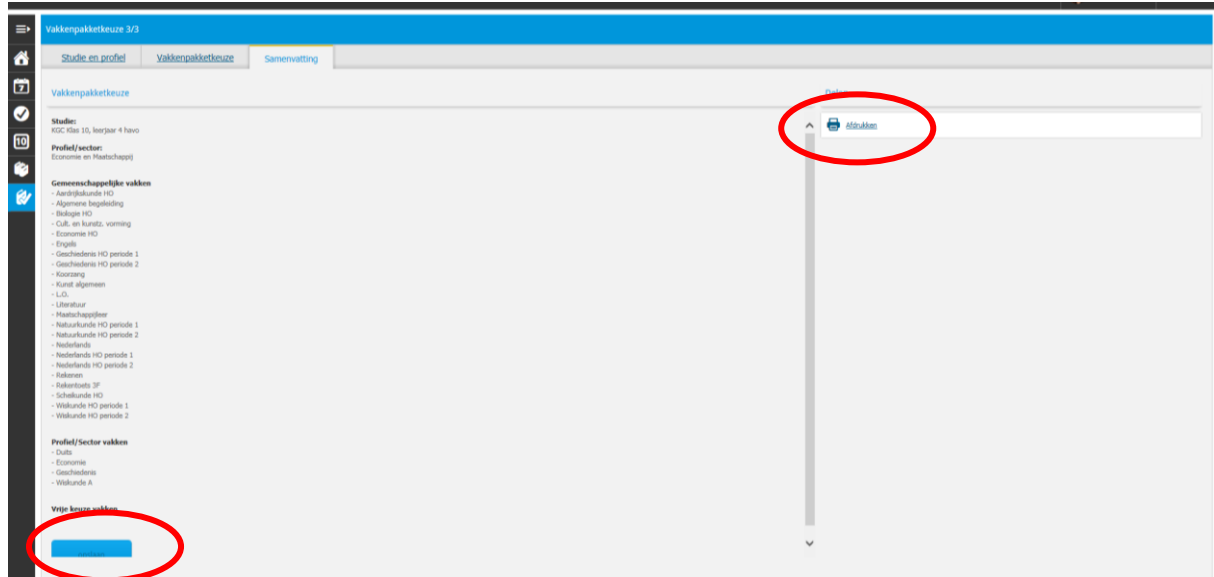 Vakkenpakketkeuze 3/3
Studie en profiel
Vakkenpakketkeuze
Samenvatting
7
10
Vakkenpakketkeuze
Studie:
KGC Klas 10, leerjaar 4 havo
Profiel/sector:
Economie en Maatschappij
Gemeenschappelijke vakken
- Aardrijkskunde HO
- Algemene begeleiding
- Biologie HO
- Cult. en kunstz. vorming
- Economie HO
- Engels
- Geschiedenis HO periode 1
- Geschiedenis HO periode 2
- Koorzang
- Kunst algemeen
- L.O.
- Literatuur
- Maatschappijleer
- Natuurkunde HO periode 1
- Natuurkunde HO periode 2
- Nederlands
- Nederlands HO periode 1
- Nederlands HO periode 2
- Rekenen
- Rekentoets 3F
- Scheikunde HO
- Wiskunde HO periode 1
- Wiskunde HO periode 2
Profiel/Sector vakken
- Duits
- Economie
- Geschiedenis
- Wiskunde A
Vrije keuze vakken
Afdrukken